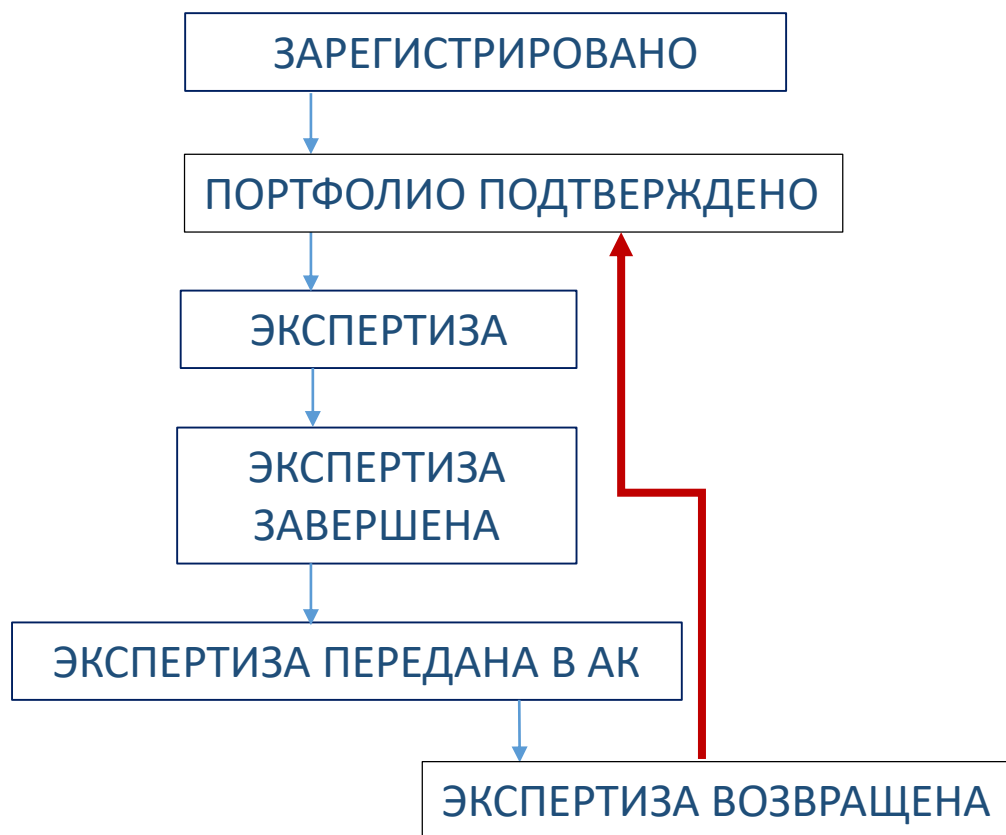 ЗАРЕГИСТРИРОВАНО
ПОРТФОЛИО ПОДТВЕРЖДЕНО
ЭКСПЕРТИЗА
ЭКСПЕРТИЗА
ЗАВЕРШЕНА
ЭКСПЕРТИЗА ПЕРЕДАНА В АК
ЭКСПЕРТИЗА ВОЗВРАЩЕНА